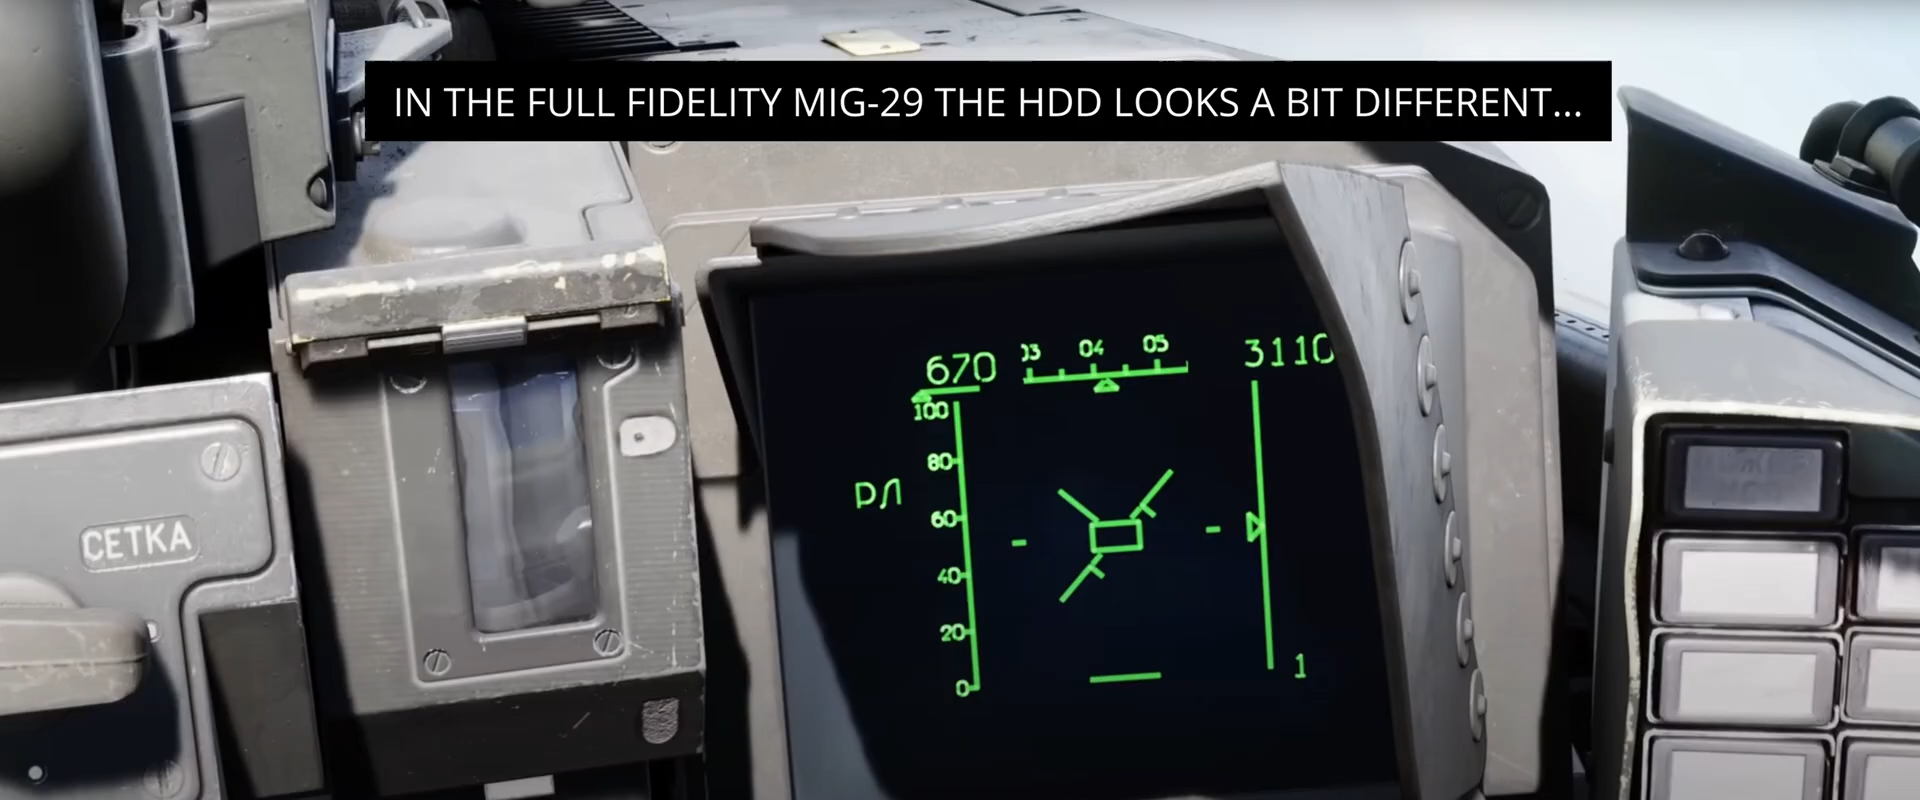 IN THE FULL FIDELITY MIG-29 THE HDD LOOKS A BIT DIFFERENT...
670
03 04 05
3110
100
80
РЛ
60
40
20
0
1
СЕТКА